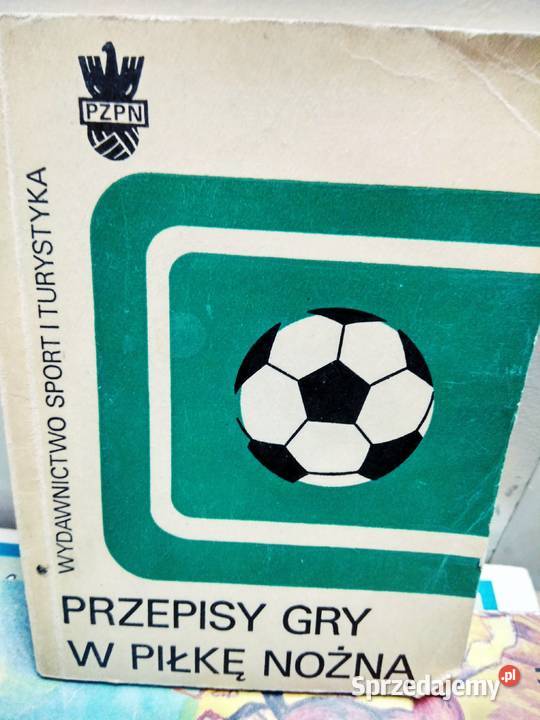 PZPN
WYDAWNICTWO SPORT I TURYSTYKA
PRZEPISY GRY
W PIŁKĘ NOŻNA
Sprzedajemy.pl